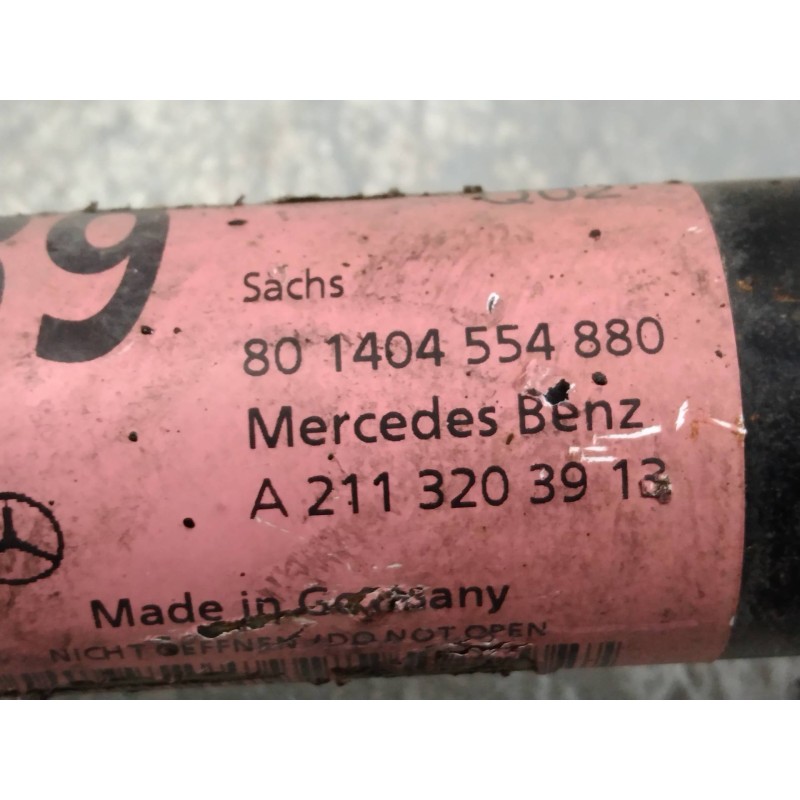 Sachs
80 1404 554 880
Mercedes Benz
A 211 320 39 13
Made in Germany
NICHT OEFFNEN /DO NOT OPEN